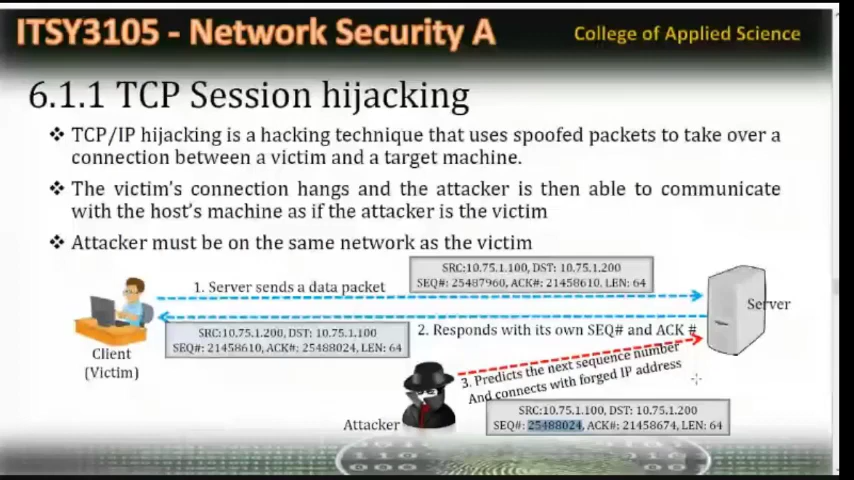 ITSY3105 - Network Security A
College of Applied Science
6.1.1 TCP Session hijacking
❖ TCP/IP hijacking is a hacking technique that uses spoofed packets to take over a
connection between a victim and a target machine.
❖ The victim's connection hangs and the attacker is then able to communicate
with the host's machine as if the attacker is the victim
❖ Attacker must be on the same network as the victim
SRC:10.75.1.100, DST: 10.75.1.200
SEQ#: 25487960, ACK#: 21458610, LEN: 64
1. Server sends a data packet
Server
2. Responds with its own SEQ# and ACK #
SRC:10.75.1.200, DST: 10.75.1.100
SEQ#: 21458610, ACK#: 25488024, LEN: 64
Client
(Victim)
3. Predicts the next sequence number
And connects with forged IP address
Attacker
SRC:10.75.1.100, DST: 10.75.1.200
SEQ#: 25488024, ACK#: 21458674, LEN: 64